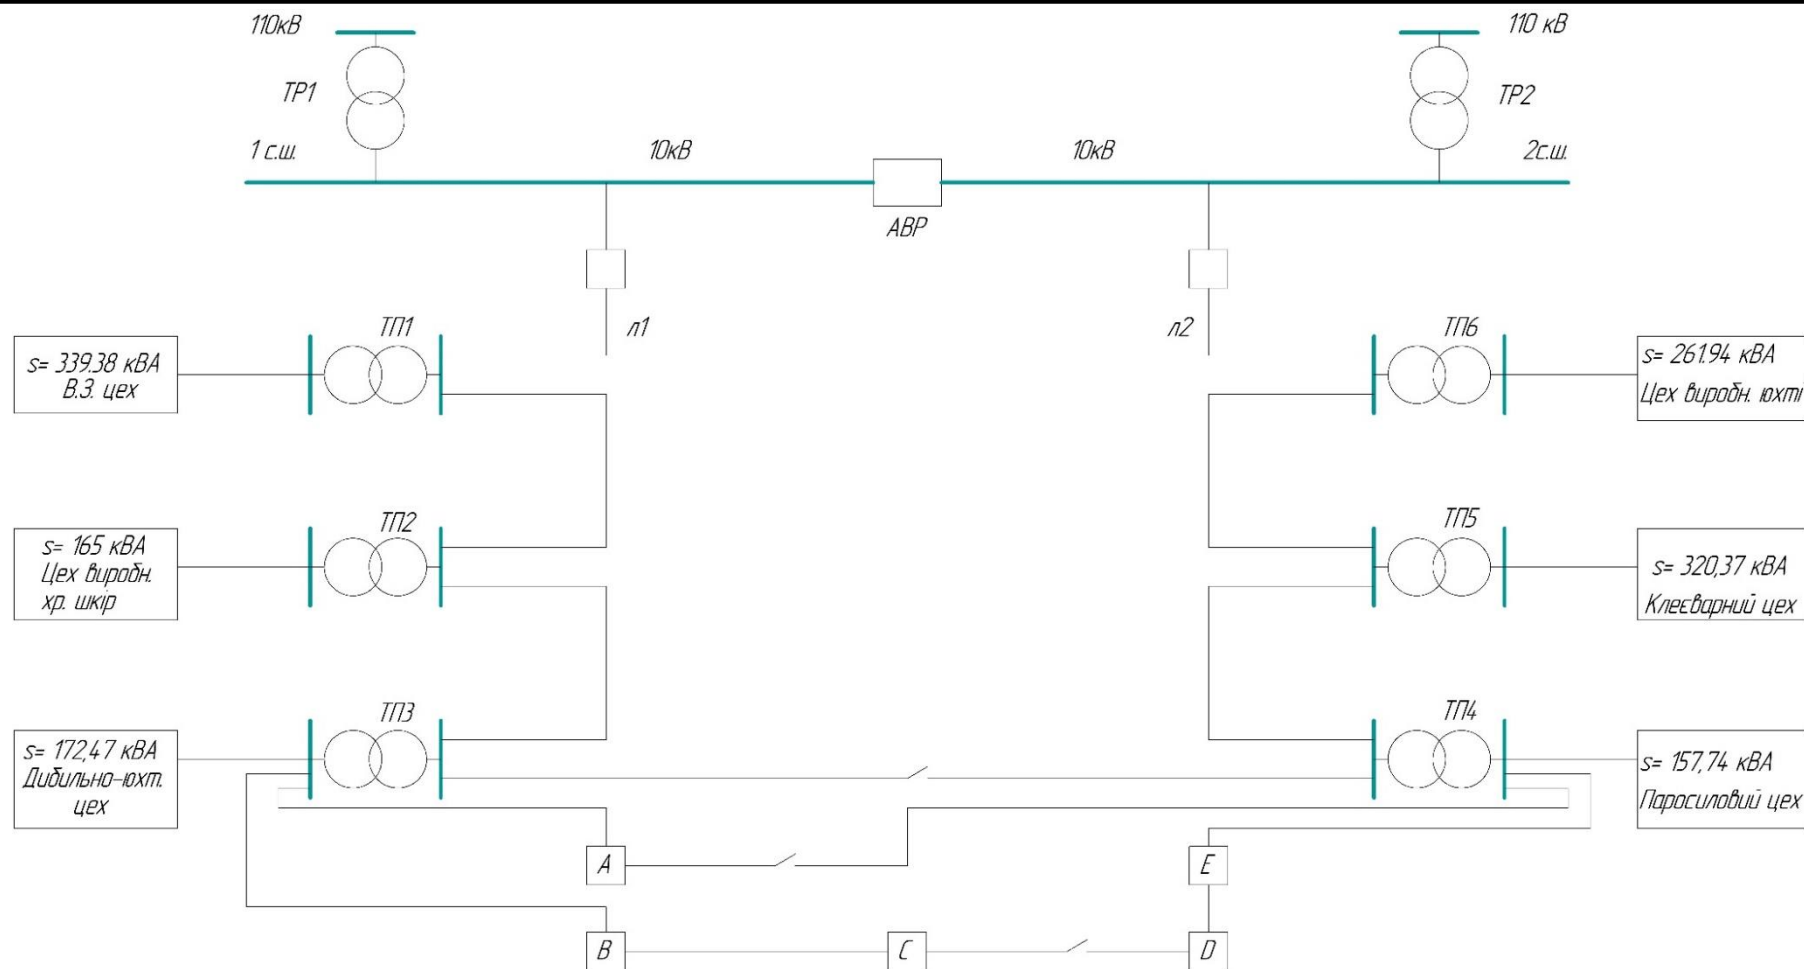 110кВ
110 кВ
ТР1
ТР2
1 с.ш.
10кВ
10кВ
2с.ш.
АВР
л1
л2
ТП1
ТП6
s= 339.38 кВА
В.З. цех
s= 261.94 кВА
Цех виробн. юхті
ТП2
ТП5
s= 165 кВА
Цех виробн.
хр. шкір
s= 320,37 кВА
Клеєварний цех
ТП3
ТП4
s= 172,47 кВА
Дибильно-юхт.
цех
s= 157,74 кВА
Паросиловий цех
A
E
B
C
D